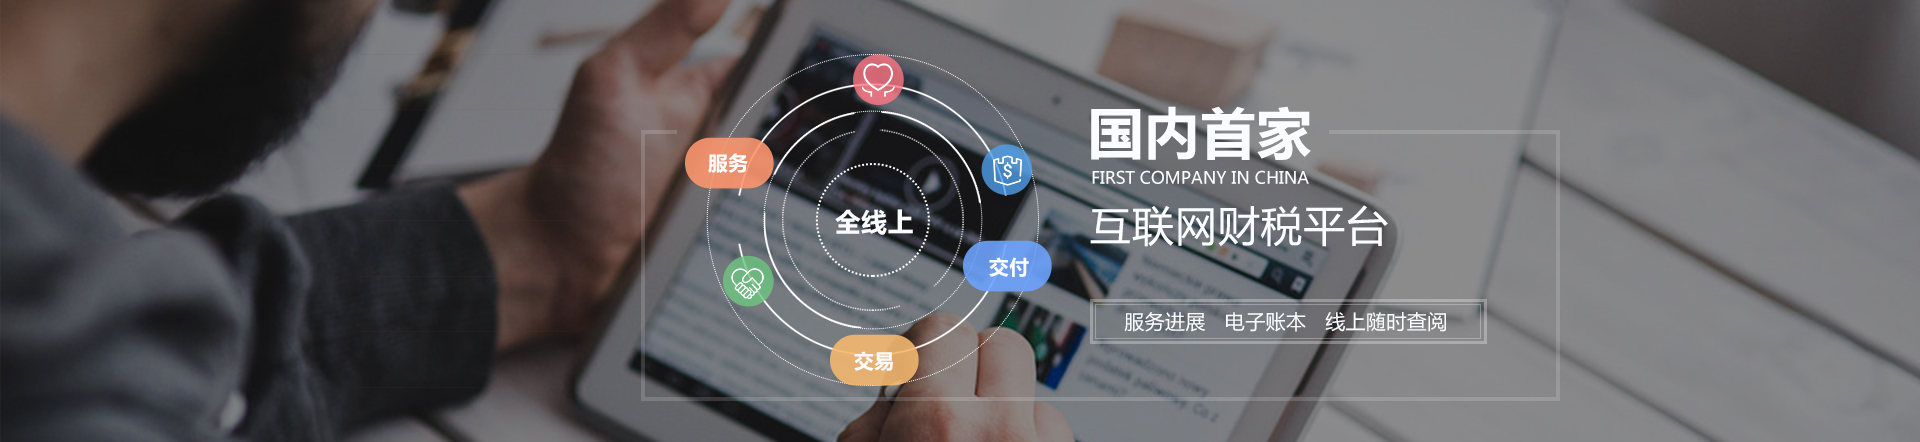 服务
全线上
交付
交易
国内首家
FIRST COMPANY IN CHINA
互联网财税平台
服务进展 电子账本 线上随时查阅